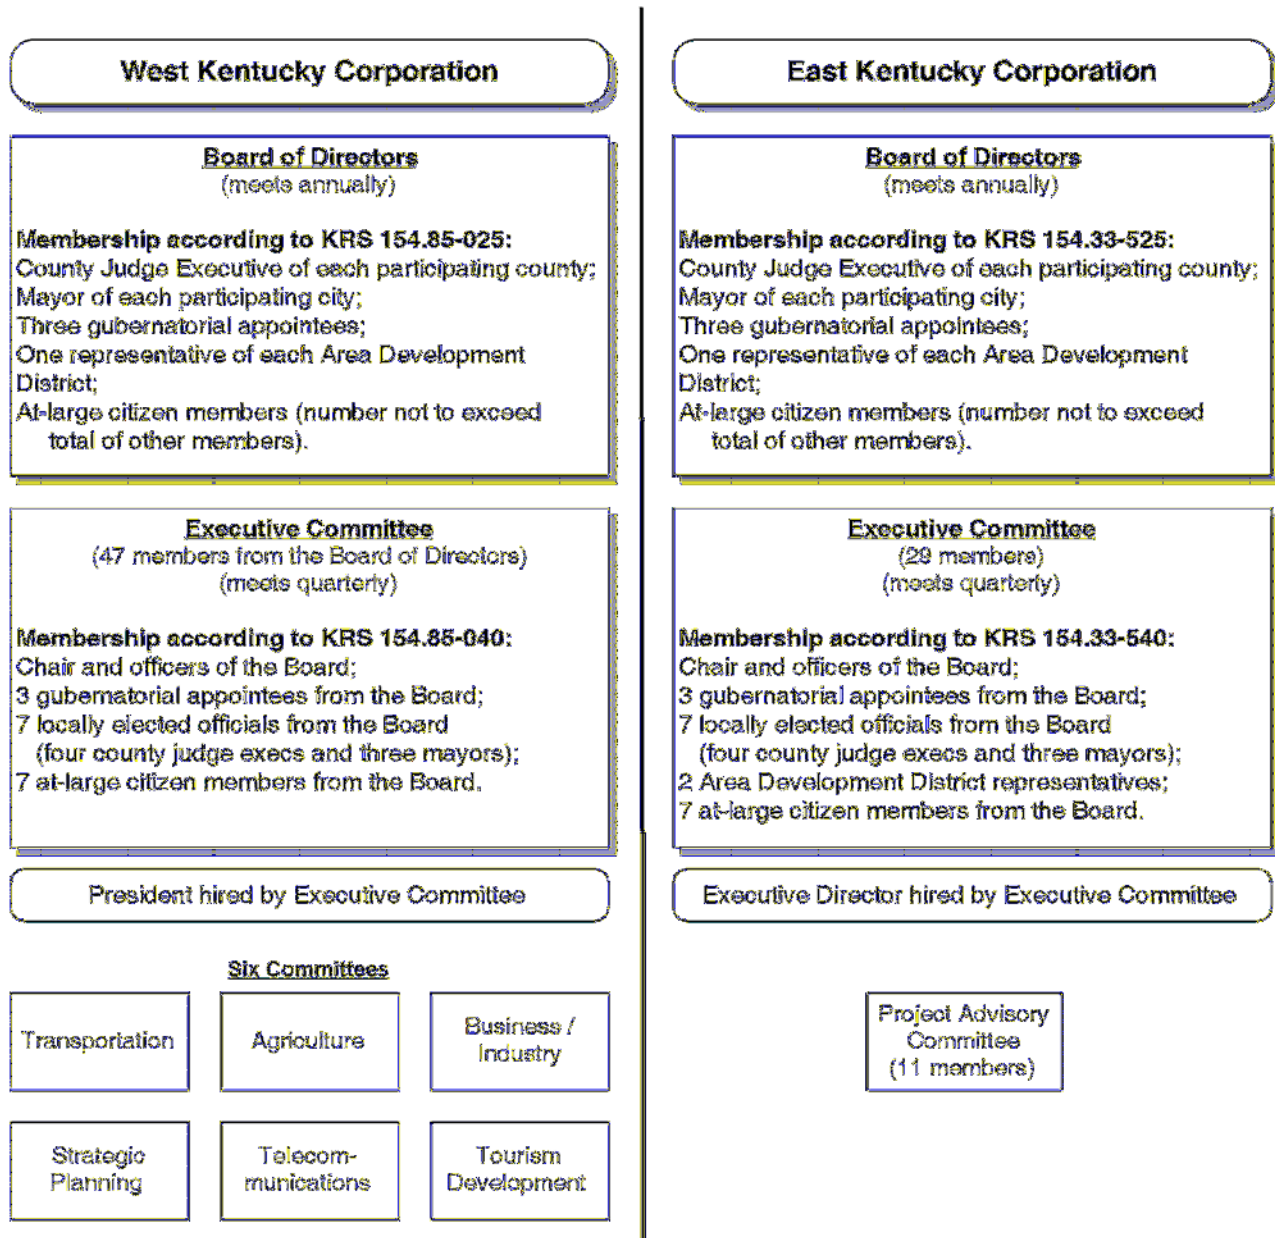 West Kentucky Corporation
Board of Directors
(meets annually)
Membership according to KRS 154.85-025:
County Judge Executive of each participating county;
Mayor of each participating city;
Three gubernatorial appointees;
One representative of each Area Development
District;
At-large citizen members (number not to exceed
total of other members).
Executive Committee
(47 members from the Board of Directors)
(meets quarterly)
Membership according to KRS 154.85-040:
Chair and officers of the Board;
3 gubernatorial appointees from the Board;
7 locally elected officials from the Board
(four county judge execs and three mayors);
7 at-large citizen members from the Board.
President hired by Executive Committee
Six Committees
Transportation
Agriculture
Business /
Industry
Strategic
Planning
Telecom-
munications
Tourism
Development
East Kentucky Corporation
Board of Directors
(meets annually)
Membership according to KRS 154.33-525:
County Judge Executive of each participating county;
Mayor of each participating city;
Three gubernatorial appointees;
One representative of each Area Development
District;
At-large citizen members (number not to exceed
total of other members).
Executive Committee
(29 members)
(meets quarterly)
Membership according to KRS 154.33-540:
Chair and officers of the Board;
3 gubernatorial appointees from the Board;
7 locally elected officials from the Board
(four county judge execs and three mayors);
2 Area Development District representatives;
7 at-large citizen members from the Board.
Executive Director hired by Executive Committee
Project Advisory
Committee
(11 members)